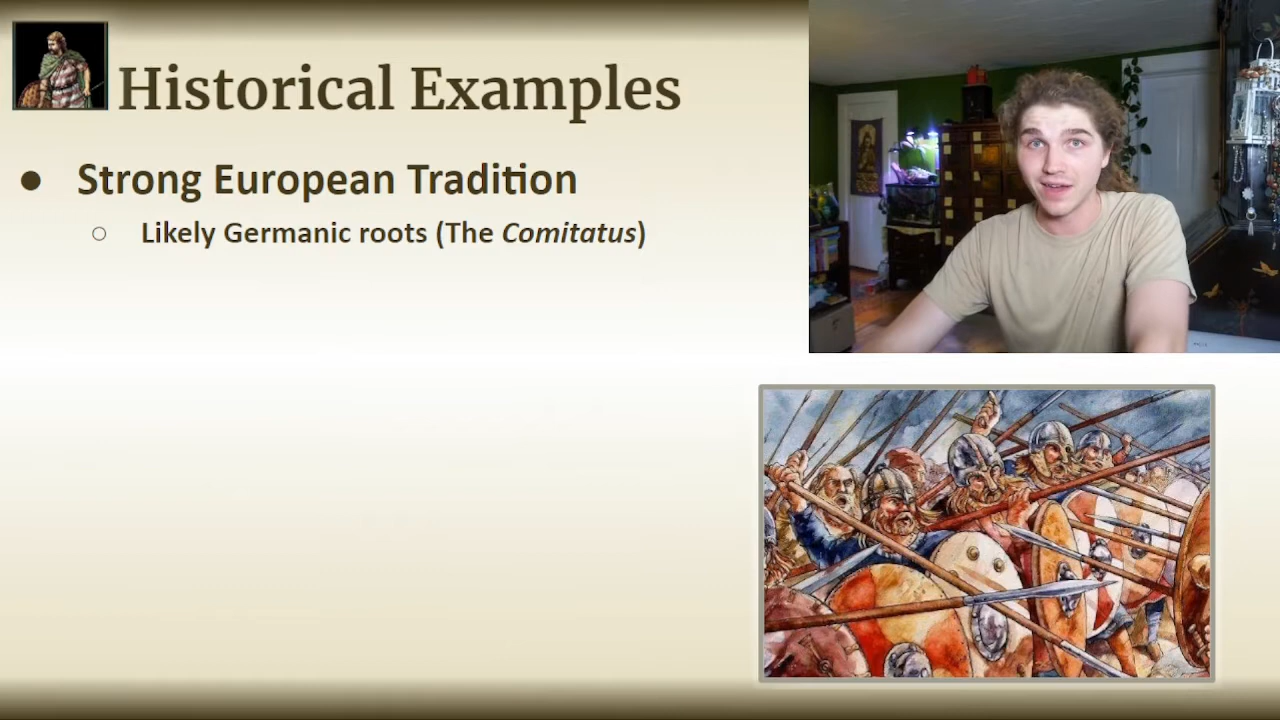 Historical Examples
● Strong European Tradition
○ Likely Germanic roots (The Comitatus)